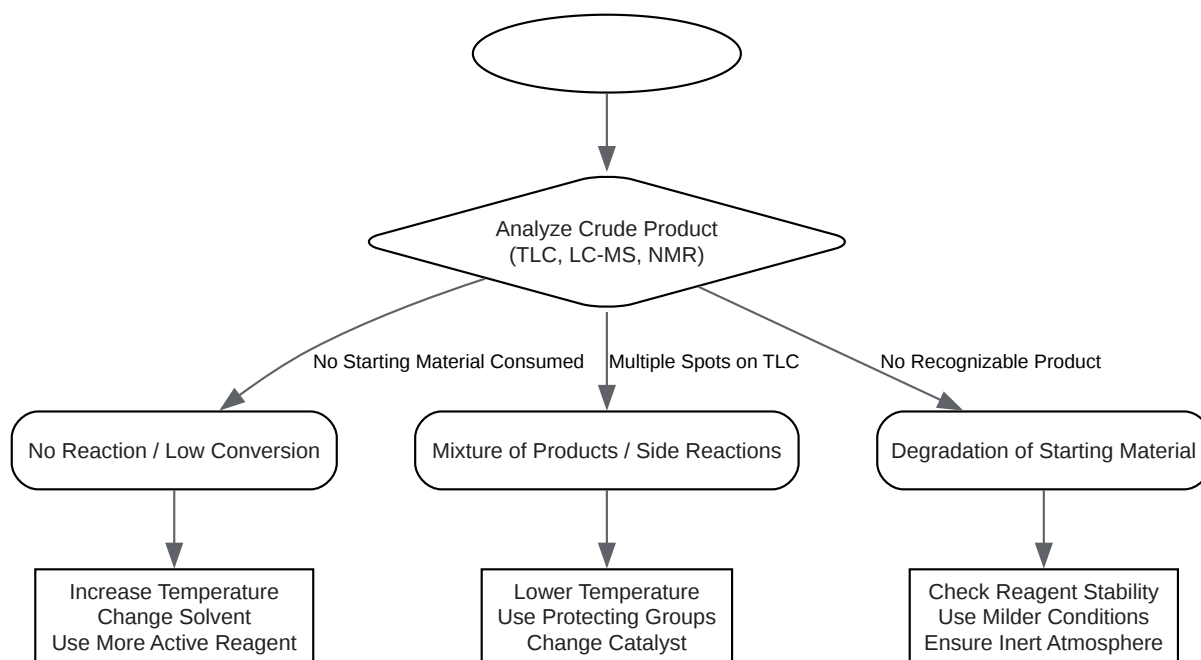 Analyze Crude Product
(TLC, LC-MS, NMR)
No Starting Material Consumed
Multiple Spots on TLC
No Recognizable Product
No Reaction / Low Conversion
Mixture of Products / Side Reactions
Degradation of Starting Material
Increase Temperature
Change Solvent
Use More Active Reagent
Lower Temperature
Use Protecting Groups
Change Catalyst
Check Reagent Stability
Use Milder Conditions
Ensure Inert Atmosphere